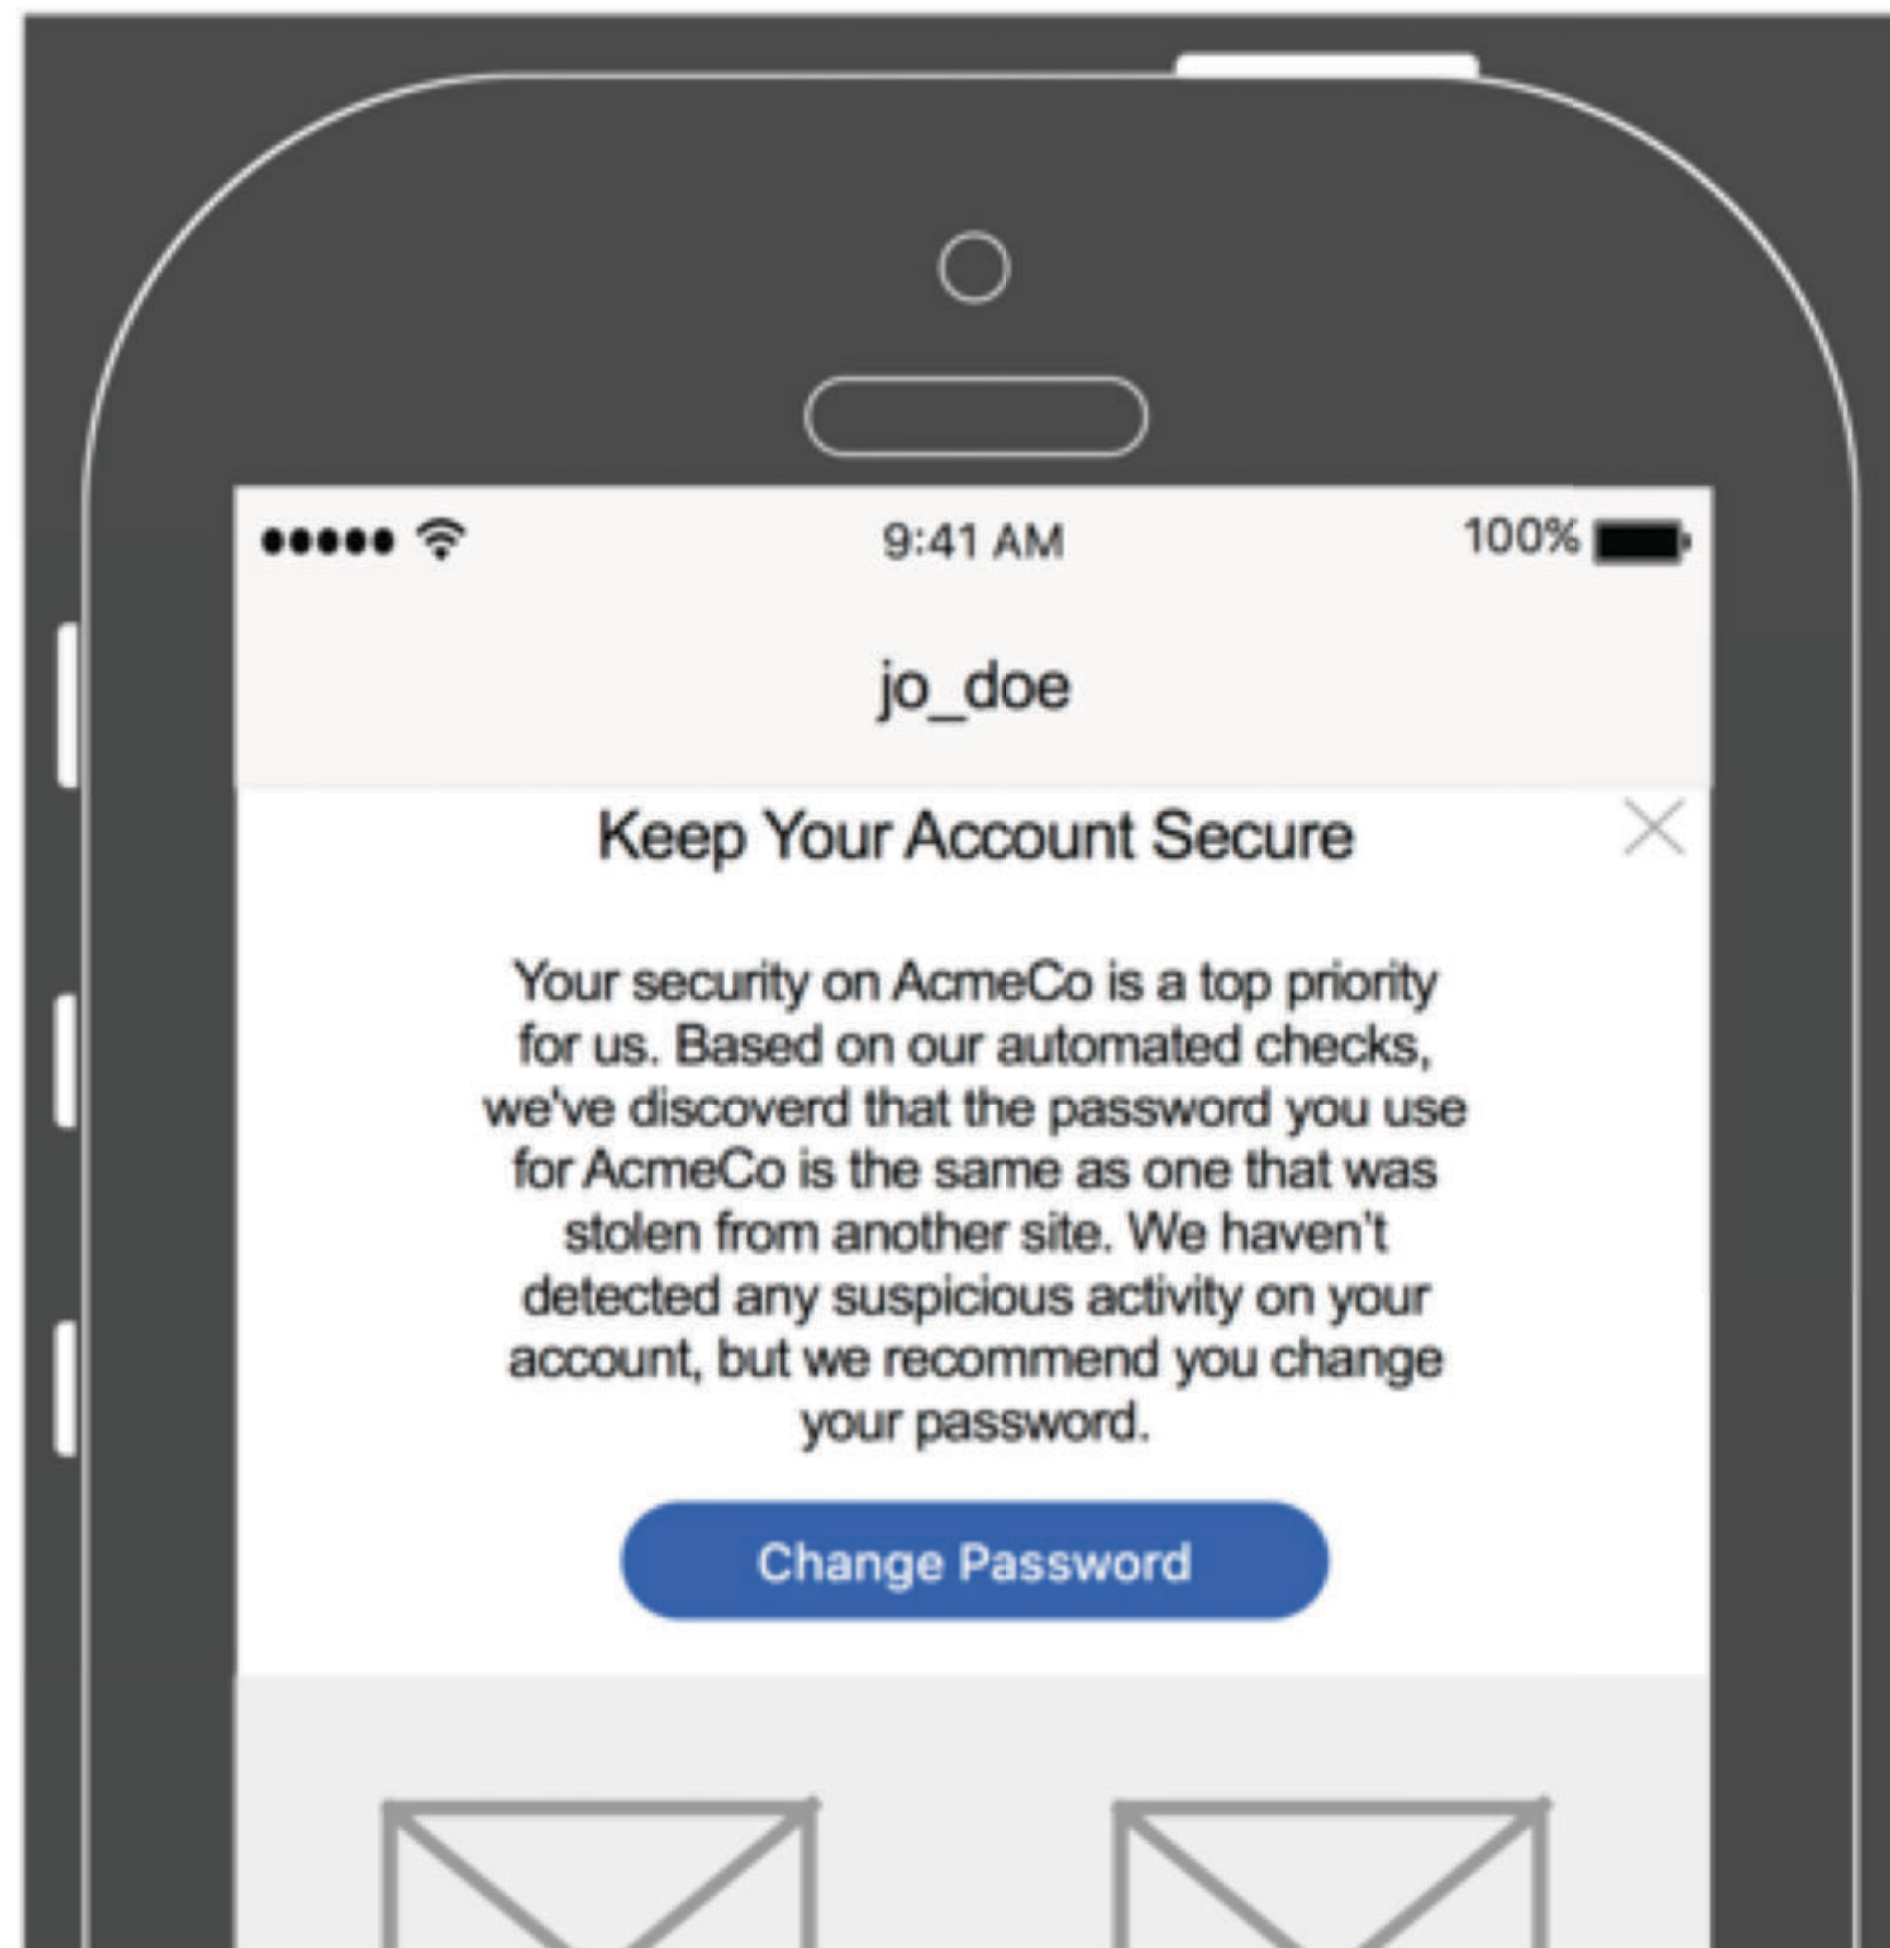 9:41 AM 100%
jo_doe
Keep Your Account Secure
Your security on AcmeCo is a top priority
for us. Based on our automated checks,
we've discoverd that the password you use
for AcmeCo is the same as one that was
stolen from another site. We haven't
detected any suspicious activity on your
account, but we recommend you change
your password.
Change Password